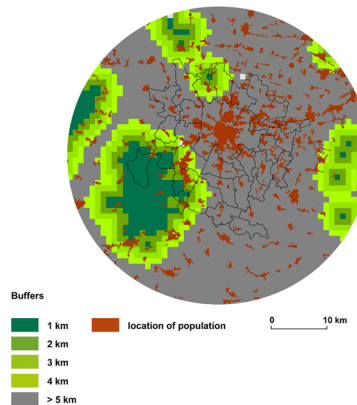 Buffers
1 km
location of population
0 10 km
2 km
3 km
4 km
> 5 km